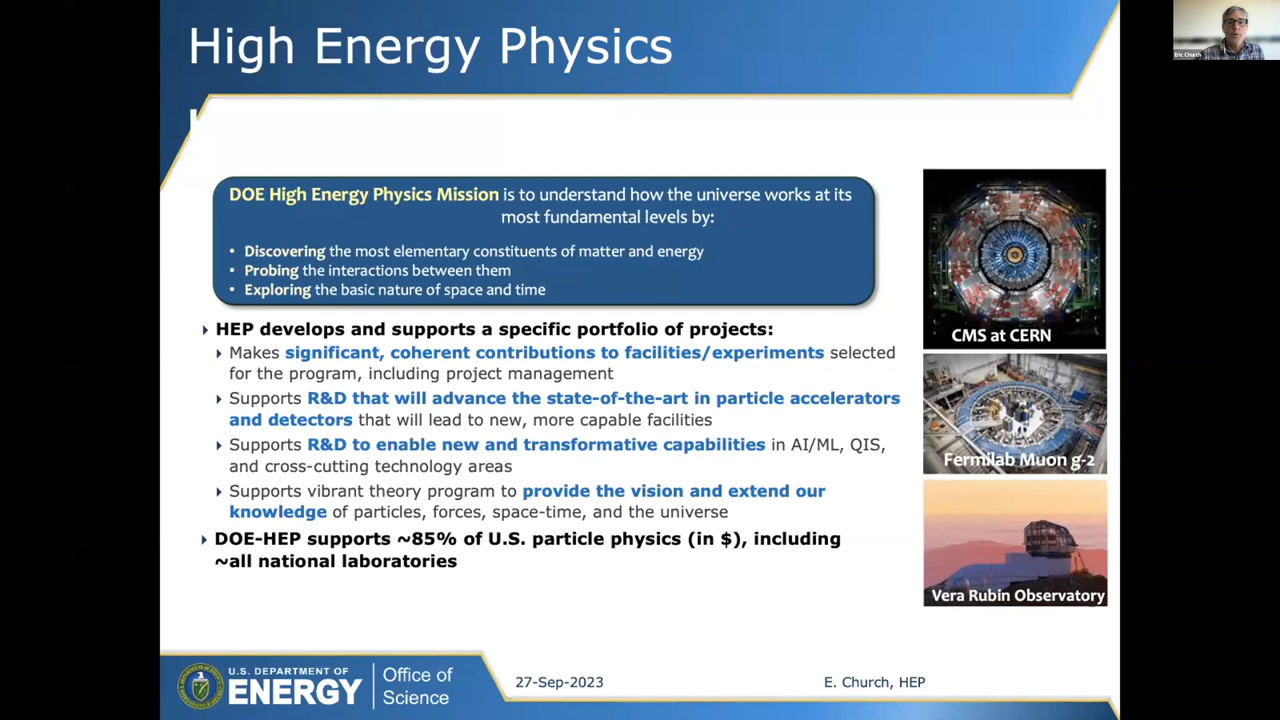 High Energy Physics
Eric Church
DOE High Energy Physics Mission is to understand how the universe works at its
most fundamental levels by:
• Discovering the most elementary constituents of matter and energy
• Probing the interactions between them
• Exploring the basic nature of space and time
HEP develops and supports a specific portfolio of projects:
Makes significant, coherent contributions to facilities/experiments selected
for the program, including project management
Supports R&D that will advance the state-of-the-art in particle accelerators
and detectors that will lead to new, more capable facilities
Supports R&D to enable new and transformative capabilities in AI/ML, QIS,
and cross-cutting technology areas
Supports vibrant theory program to provide the vision and extend our
knowledge of particles, forces, space-time, and the universe
DOE-HEP supports ~85% of U.S. particle physics (in $), including
~all national laboratories
CMS at CERN
Fermilab Muon g-2
Vera Rubin Observatory
U.S. DEPARTMENT OF
ENERGY
Office of
Science
27-Sep-2023
E. Church, HEP